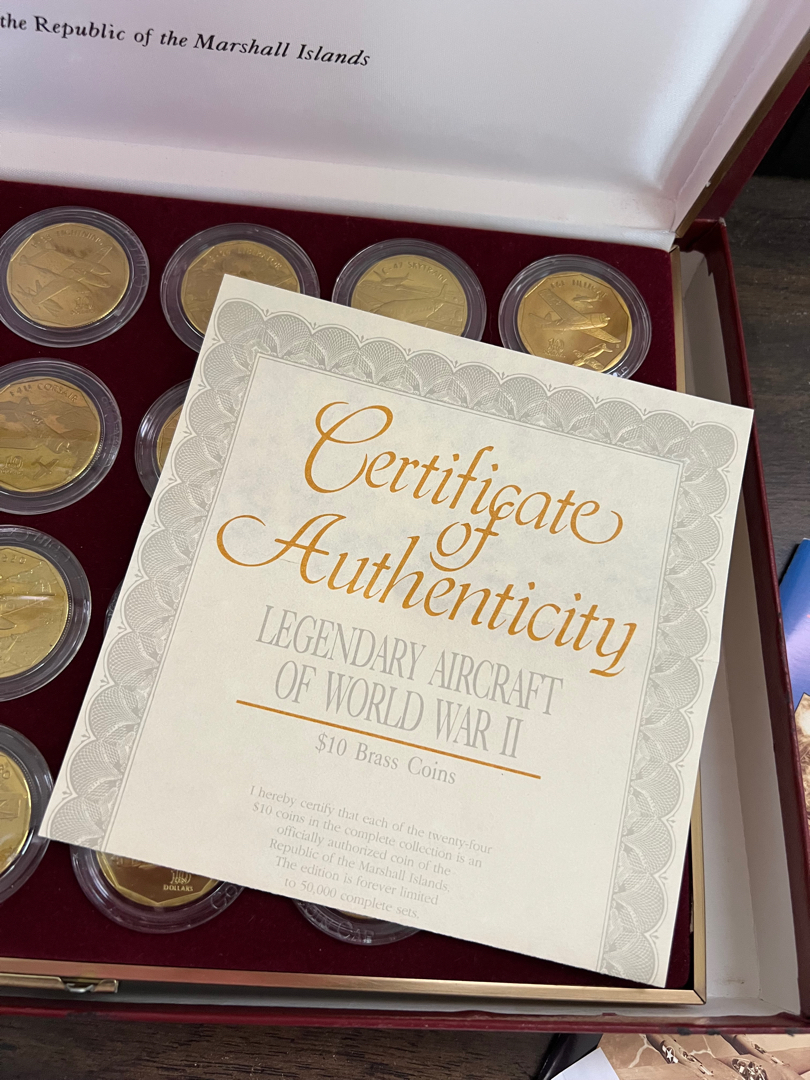 the Republic of the Marshall Islands
F4U CORSAIR
Certificate
of
Authenticity
LEGENDARY AIRCRAFT
OF WORLD WAR II
$10 Brass Coins
I hereby certify that each of the twenty-four
$10 coins in the complete collection is an
officially authorized coin of the
Republic of the Marshall Islands.
The edition is forever limited
to 50,000 complete sets.
DOLLARS